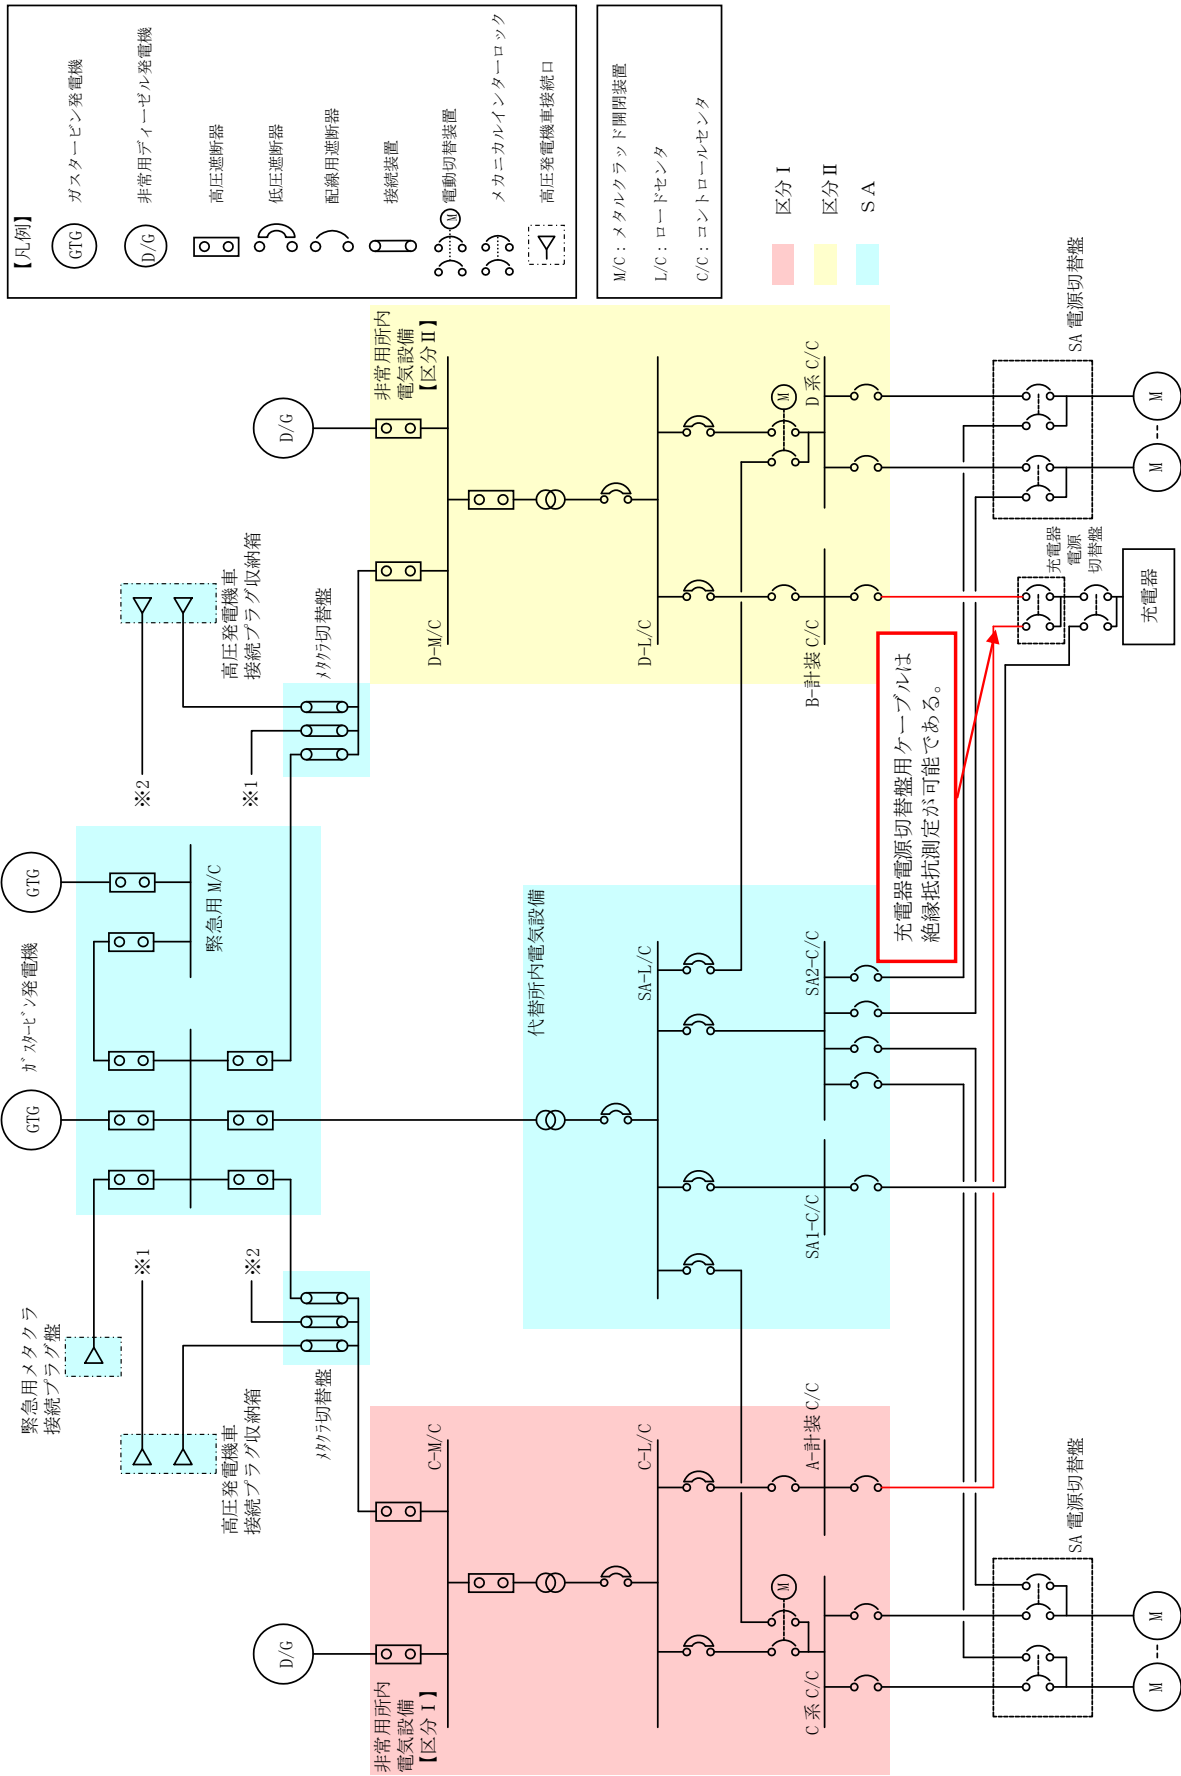 【凡例】
GTG
ガスタービン発電機
D/G
非常用ディーゼル発電機
高圧遮断器
低圧遮断器
配線用遮断器
接続装置
M
電動切替装置
メカニカルインターロック
高圧発電機車接続口
M/C：メタルクラッド開閉装置
L/C：ロードセンタ
C/C：コントロールセンタ
区分Ⅰ
区分Ⅱ
ＳＡ
緊急用メタクラ
接続プラグ盤
GTG
ｶﾞｽﾀｰﾋﾞﾝ発電機
GTG
緊急用 M/C
※1
※2
高圧発電機車
接続プラグ収納箱
ﾒﾀｸﾗ切替盤
※2
※1
高圧発電機車
接続プラグ収納箱
ﾒﾀｸﾗ切替盤
D/G
非常用所内
電気設備
【区分Ⅰ】
C-M/C
C-L/C
M
C 系 C/C
A-計装 C/C
代替所内電気設備
SA-L/C
SA1-C/C
SA2-C/C
D/G
非常用所内
電気設備
【区分Ⅱ】
D-M/C
D-L/C
M
B-計装 C/C
D 系 C/C
充電器電源切替盤用ケーブルは
絶縁抵抗測定が可能である。
SA 電源切替盤
M
M
充電器
電源
切替盤
充電器
SA 電源切替盤
M
M